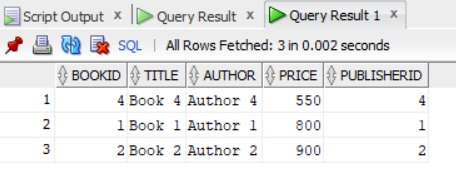 Script Output x Query Result x Query Result 1 x
SQL | All Rows Fetched: 3 in 0.002 seconds
BOOKID TITLE AUTHOR PRICE PUBLISHERID
1 4 Book 4 Author 4 550 4
2 1 Book 1 Author 1 800 1
3 2 Book 2 Author 2 900 2